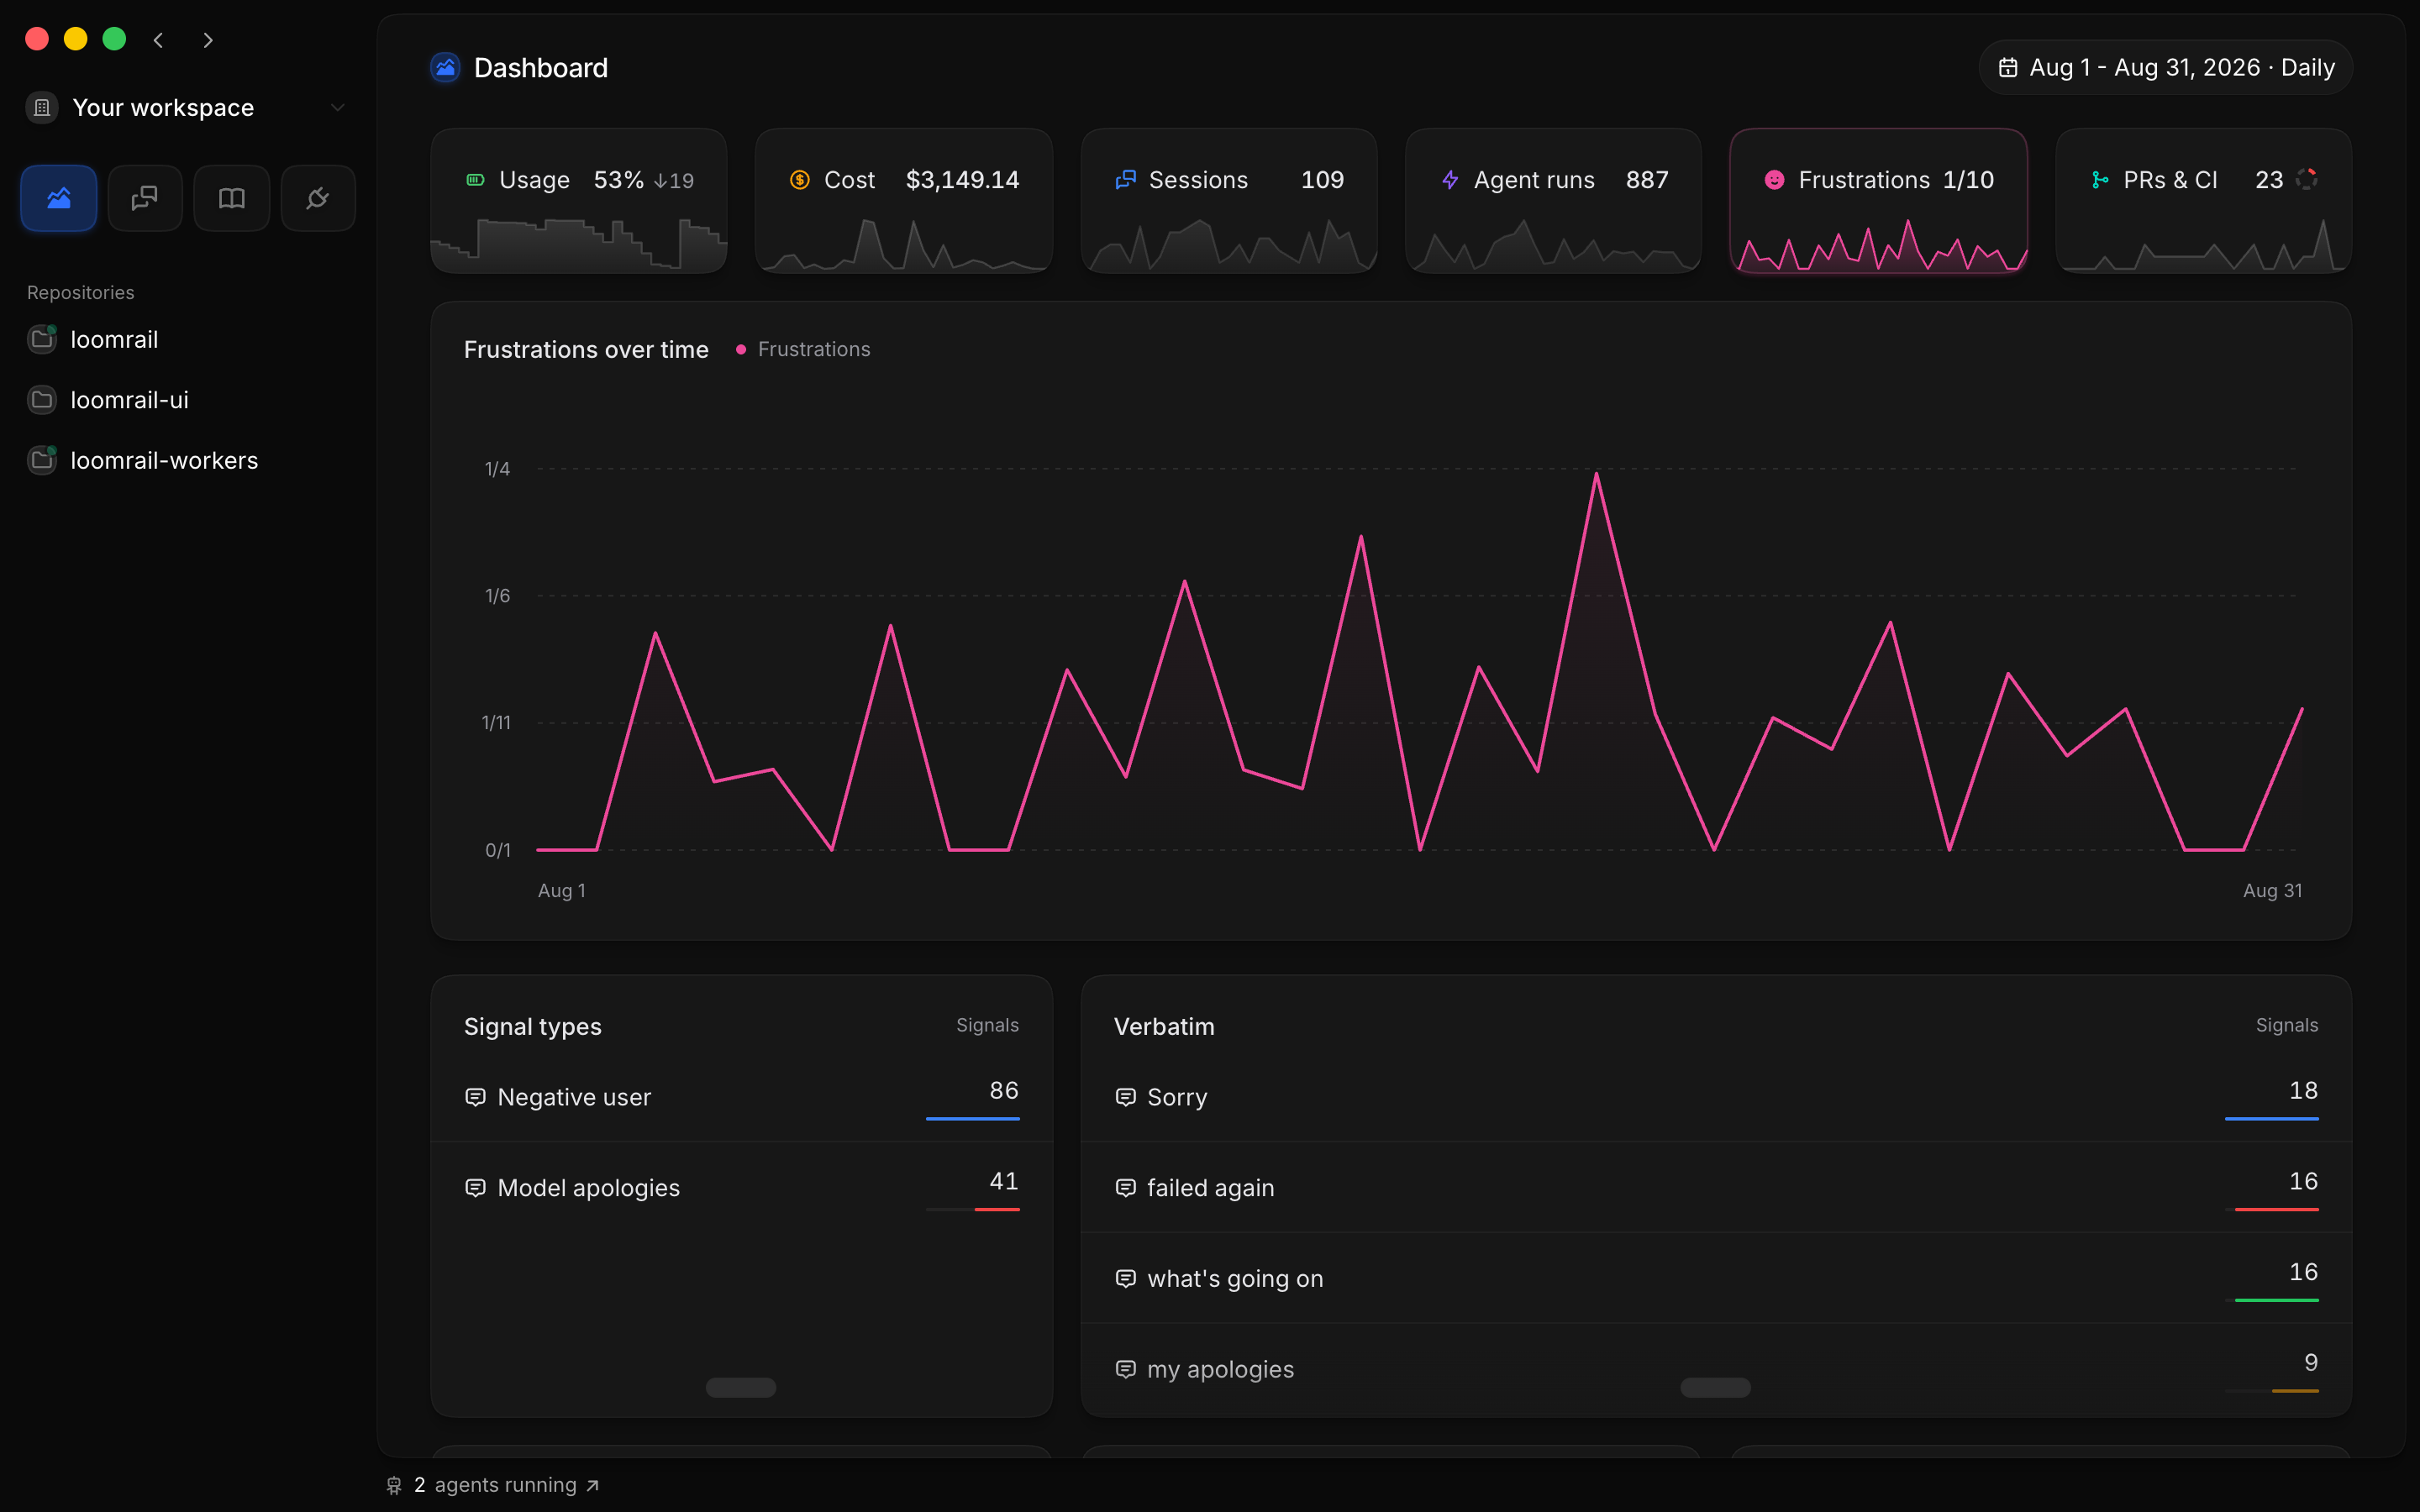 Your workspace
Repositories
loomrail
loomrail-ui
loomrail-workers
Dashboard
Aug 1 - Aug 31, 2026 · Daily
Usage 53% ↓19
Cost $3,149.14
Sessions 109
Agent runs 887
Frustrations 1/10
PRs & CI 23
Frustrations over time
Frustrations
1/4
1/6
1/11
0/1
Aug 1
Aug 31
Signal types Signals
Negative user 86
Model apologies 41
Verbatim Signals
Sorry 18
failed again 16
what's going on 16
my apologies 9
2 agents running ↗